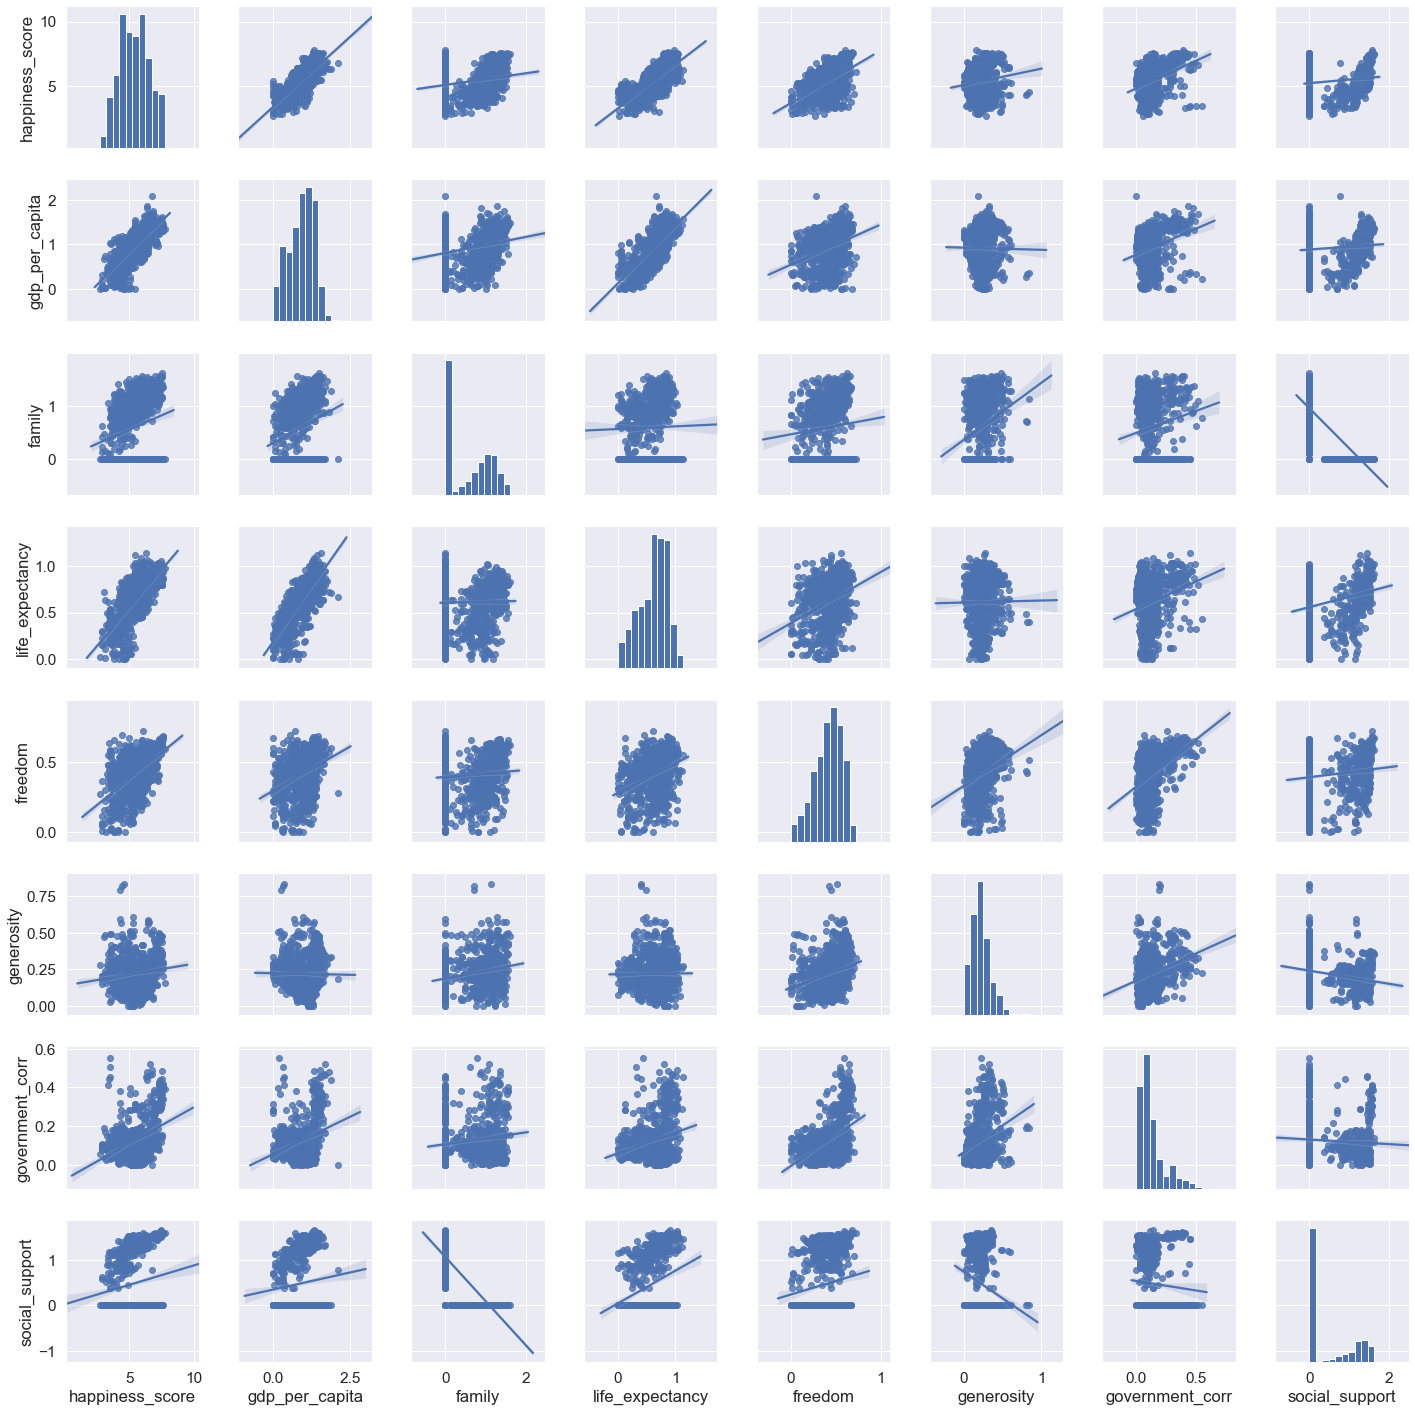 happiness_score
10
5
gdp_per_capita
2
1
0
family
1
0
life_expectancy
1.0
0.5
0.0
freedom
0.5
0.0
generosity
0.75
0.50
0.25
0.00
government_corr
0.6
0.4
0.2
0.0
social_support
1
0
−1
5 10 0.0 2.5 0 2 0 1 0 1 0 1 0.0 0.5 0 2
happiness_score gdp_per_capita family life_expectancy freedom generosity government_corr social_support